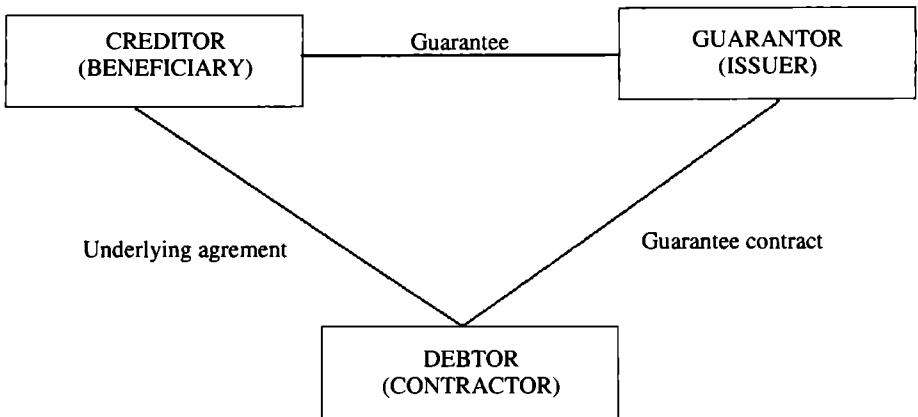 CREDITOR
(BENEFICIARY)
Guarantee
GUARANTOR
(ISSUER)
Underlying agrement
Guarantee contract
DEBTOR
(CONTRACTOR)